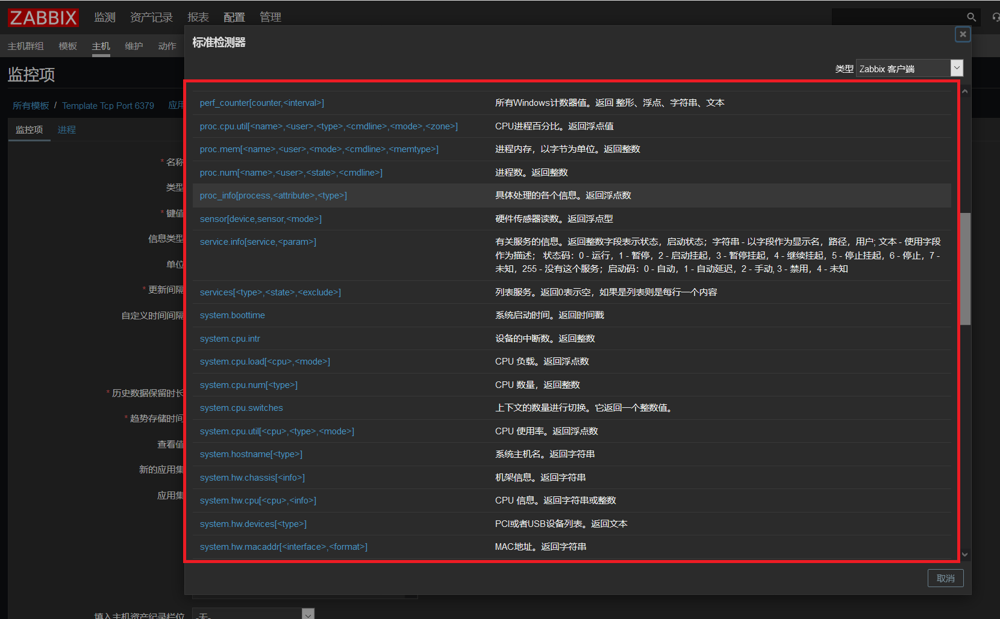 ZABBIX 监测 资产记录 报表 配置 管理
主机群组 模板 主机 维护 动作
标准检测器
监控项
类型 Zabbix 客户端
所有模板 / Template Tcp Port 6379
监控项 进程
perf_counter[counter,<interval>] 所有Windows计数器值。返回 整形、浮点、字符串、文本
proc.cpu.util[<name>,<user>,<type>,<cmdline>,<mode>,<zone>] CPU进程百分比。返回浮点值
proc.mem[<name>,<user>,<mode>,<cmdline>,<memtype>] 进程内存，以字节为单位。返回整数
* 名称
proc.num[<name>,<user>,<state>,<cmdline>] 进程数。返回整数
类型
proc_info[process,<attribute>,<type>] 具体处理的各个信息。返回浮点数
* 键值
sensor[device,sensor,<mode>] 硬件传感器读数。返回浮点型
信息类型
service.info[service,<param>] 有关服务的信息。返回整数字段表示状态，启动状态；字符串 - 以字段作为显示名，路径，用户; 文本 - 使用字段
作为描述； 状态码：0 - 运行，1 - 暂停，2 - 启动挂起，3 - 暂停挂起，4 - 继续挂起，5 - 停止挂起，6 - 停止，7 -
未知，255 - 没有这个服务；启动码：0 - 自动，1 - 自动延迟，2 - 手动, 3 - 禁用，4 - 未知
单位
* 更新间隔
services[<type>,<state>,<exclude>] 列表服务。返回0表示空，如果是列表则是每行一个内容
自定义时间间隔
system.boottime 系统启动时间。返回时间戳
system.cpu.intr 设备的中断数。返回整数
system.cpu.load[<cpu>,<mode>] CPU 负载。返回浮点数
system.cpu.num[<type>] CPU 数量，返回整数
* 历史数据保留时长
system.cpu.switches 上下文的数量进行切换。它返回一个整数值。
* 趋势存储时间
system.cpu.util[<cpu>,<type>,<mode>] CPU 使用率。返回浮点数
查看值
system.hostname[<type>] 系统主机名。返回字符串
新的应用集
system.hw.chassis[<info>] 机架信息。返回字符串
应用集
system.hw.cpu[<cpu>,<info>] CPU 信息。返回字符串或整数
system.hw.devices[<type>] PCI或者USB设备列表。返回文本
system.hw.macaddr[<interface>,<format>] MAC地址。返回字符串
取消
填入主机资产纪录栏位 -无-